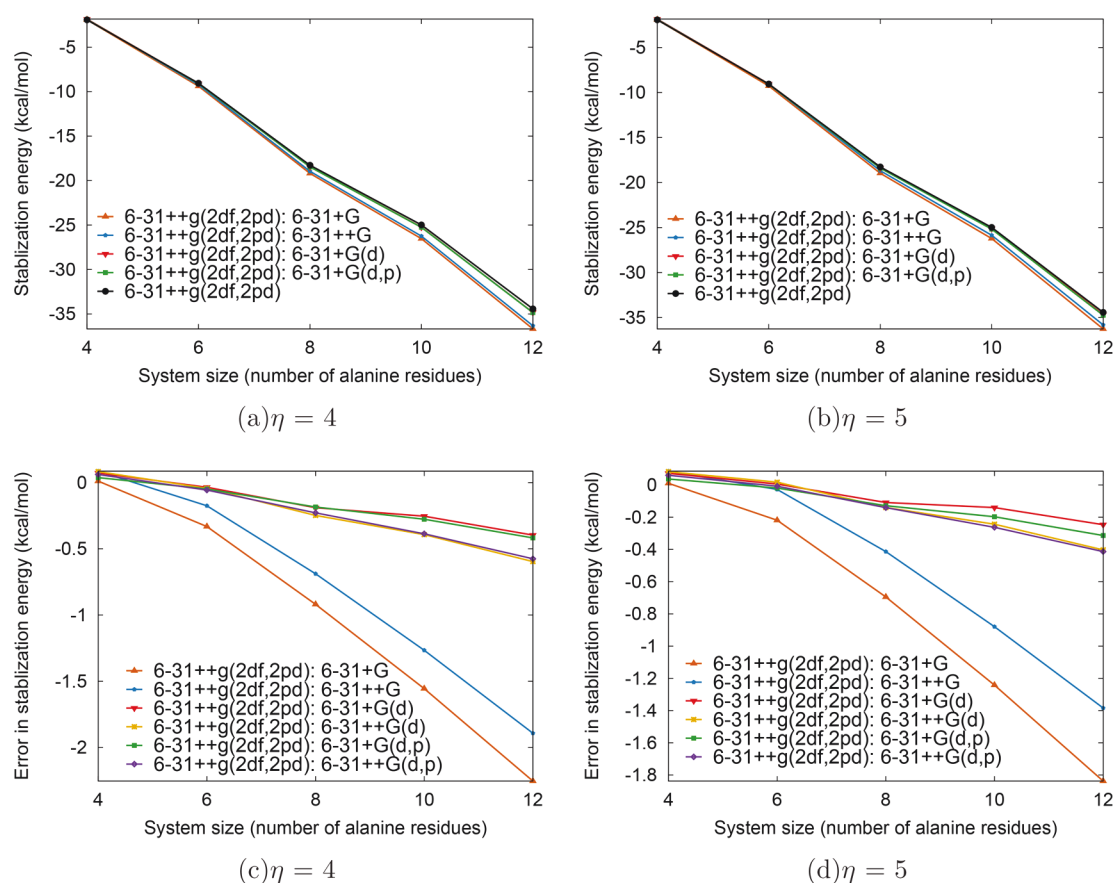 Stablization energy (kcal/mol)
-5
-10
-15
-20
-25
-30
-35
6-31++g(2df,2pd): 6-31+G
6-31++g(2df,2pd): 6-31++G
6-31++g(2df,2pd): 6-31+G(d)
6-31++g(2df,2pd): 6-31+G(d,p)
6-31++g(2df,2pd)
4 6 8 10 12
System size (number of alanine residues)
(a)η = 4
Stablization energy (kcal/mol)
-5
-10
-15
-20
-25
-30
-35
6-31++g(2df,2pd): 6-31+G
6-31++g(2df,2pd): 6-31++G
6-31++g(2df,2pd): 6-31+G(d)
6-31++g(2df,2pd): 6-31+G(d,p)
6-31++g(2df,2pd)
4 6 8 10 12
System size (number of alanine residues)
(b)η = 5
Error in stablization energy (kcal/mol)
0
-0.5
-1
-1.5
-2
6-31++g(2df,2pd): 6-31+G
6-31++g(2df,2pd): 6-31++G
6-31++g(2df,2pd): 6-31+G(d)
6-31++g(2df,2pd): 6-31++G(d)
6-31++g(2df,2pd): 6-31+G(d,p)
6-31++g(2df,2pd): 6-31++G(d,p)
4 6 8 10 12
System size (number of alanine residues)
(c)η = 4
Error in stablization energy (kcal/mol)
0
-0.2
-0.4
-0.6
-0.8
-1
-1.2
-1.4
-1.6
-1.8
6-31++g(2df,2pd): 6-31+G
6-31++g(2df,2pd): 6-31++G
6-31++g(2df,2pd): 6-31+G(d)
6-31++g(2df,2pd): 6-31++G(d)
6-31++g(2df,2pd): 6-31+G(d,p)
6-31++g(2df,2pd): 6-31++G(d,p)
4 6 8 10 12
System size (number of alanine residues)
(d)η = 5